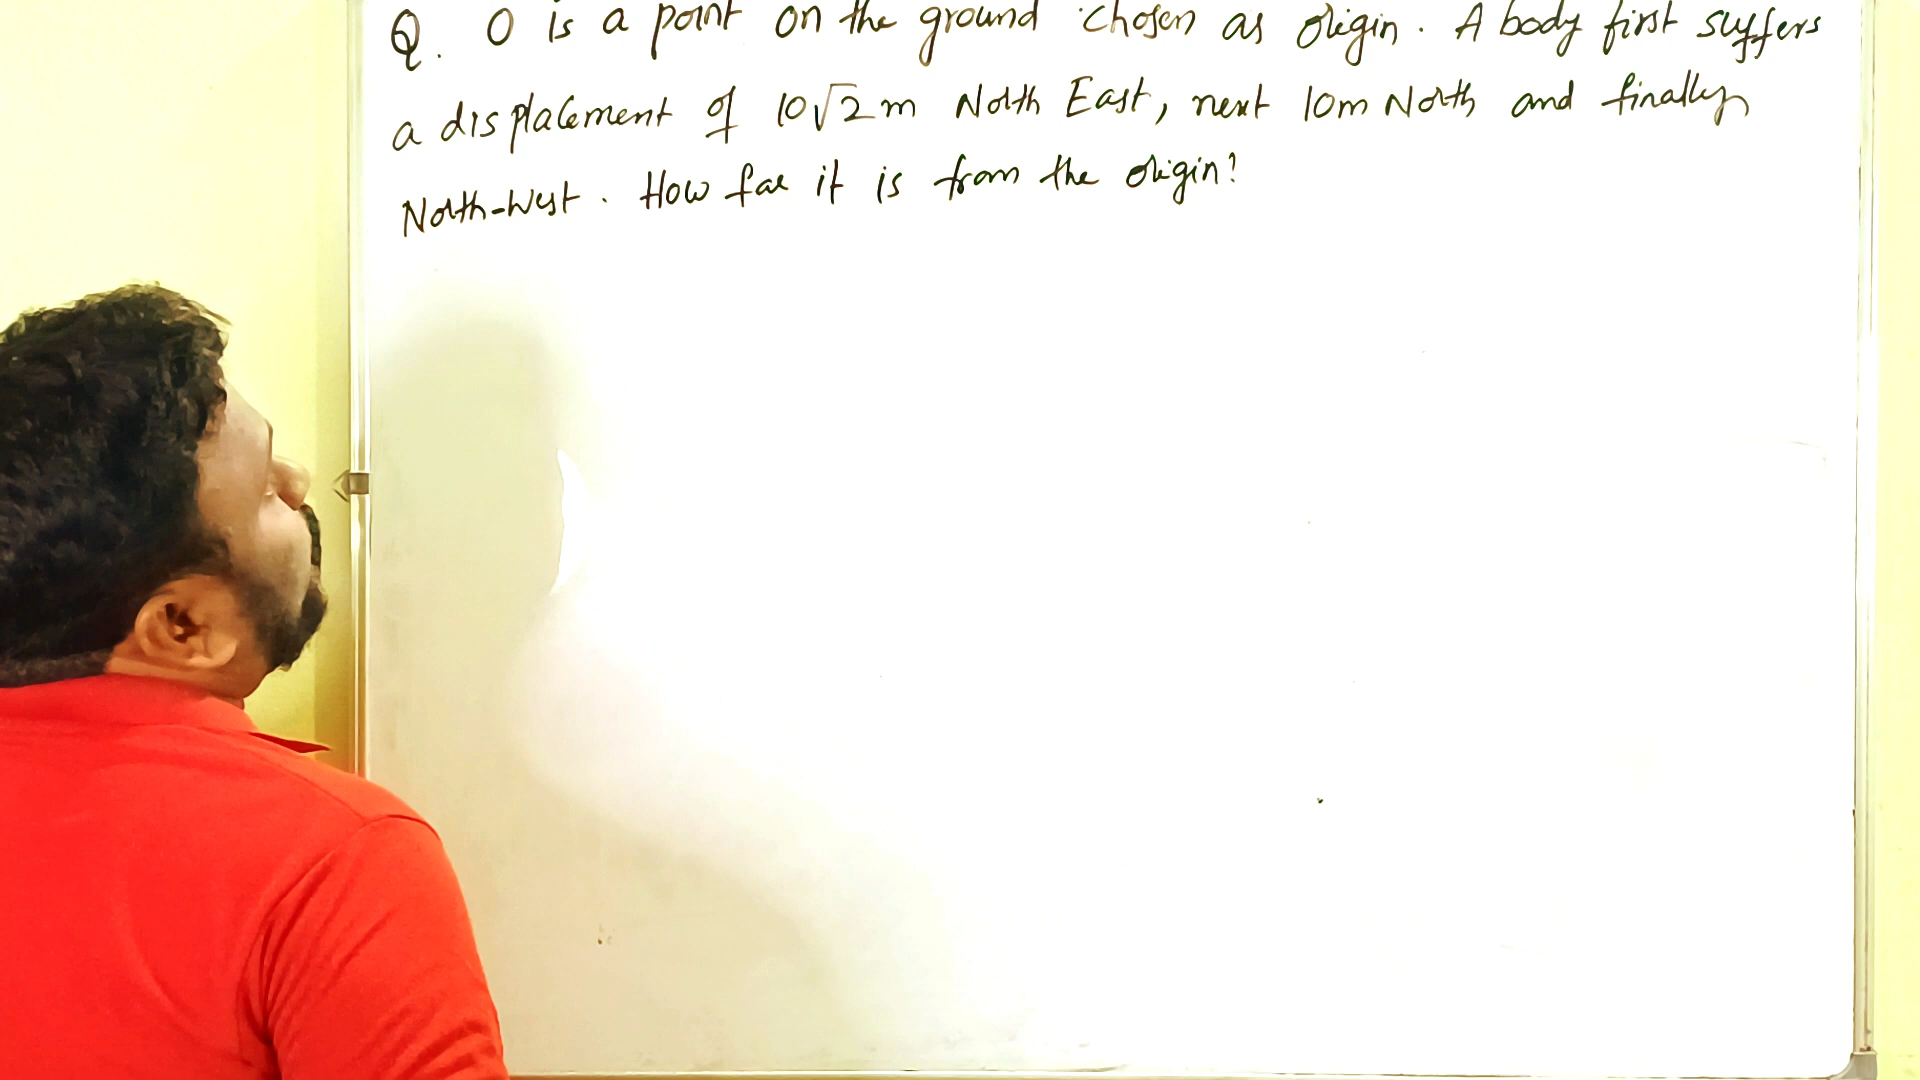 Q. O is a point on the ground chosen as origin. A body first suffers
a displacement of 10√2 m North East, next 10m North and finally
North-West. How far it is from the origin?